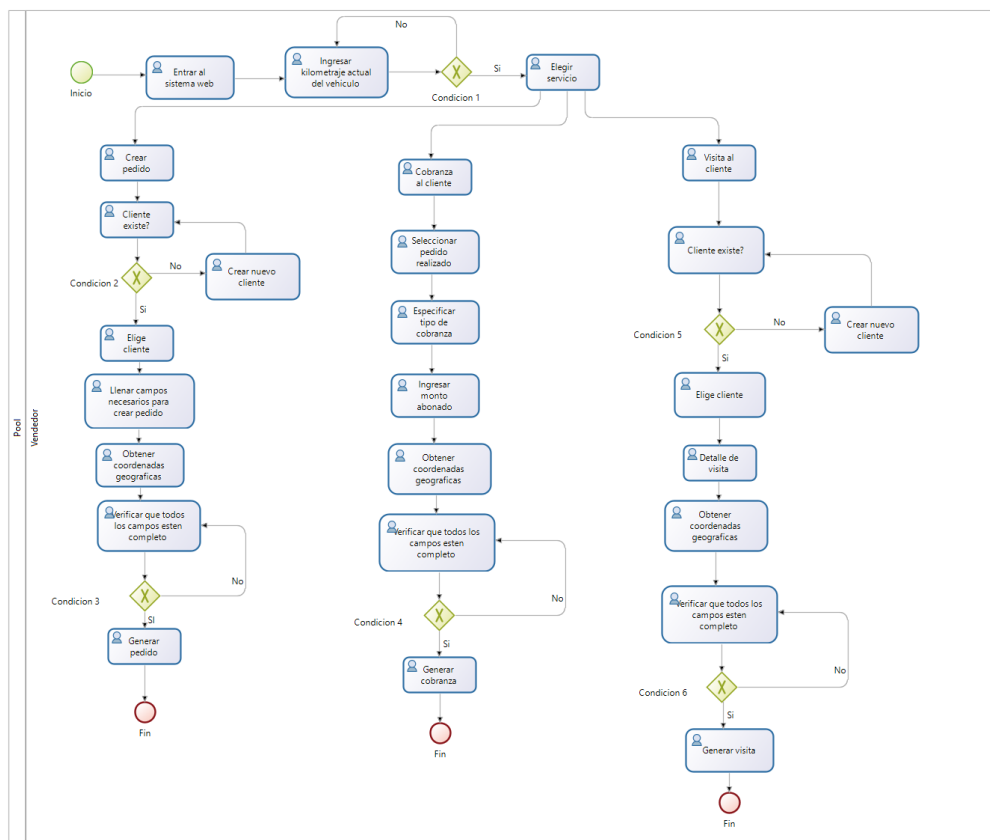 Pool
Vendedor
Inicio
Entrar al
sistema web
Ingresar
kilometraje actual
del vehiculo
No
Condicion 1
Si
Elegir
servicio
Crear
pedido
Cliente
existe?
Condicion 2
No
Crear nuevo
cliente
Si
Elige
cliente
Llenar campos
necesarios para
crear pedido
Obtener
coordenadas
geograficas
Verificar que todos
los campos esten
completo
No
Condicion 3
SI
Generar
pedido
Fin
Cobranza
al cliente
Seleccionar
pedido
realizado
Especificar
tipo de
cobranza
Ingresar
monto
abonado
Obtener
coordenadas
geograficas
Verificar que todos los
campos esten
completo
No
Condicion 4
Si
Generar
cobranza
Fin
Visita al
cliente
Cliente existe?
Condicion 5
No
Crear nuevo
cliente
Si
Elige cliente
Detalle de
visita
Obtener
coordenadas
geograficas
Verificar que todos los
campos esten
completo
No
Condicion 6
Si
Generar visita
Fin